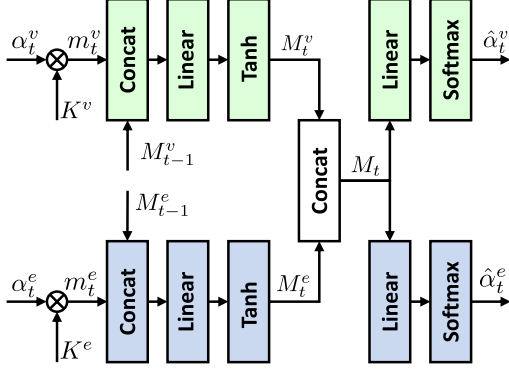 α_t^v
m_t^v
Concat
Linear
Tanh
M_t^v
Linear
Softmax
α̂_t^v
K^v
M_{t-1}^v
M_{t-1}^e
Concat
M_t
α_t^e
m_t^e
Concat
Linear
Tanh
M_t^e
Linear
Softmax
α̂_t^e
K^e